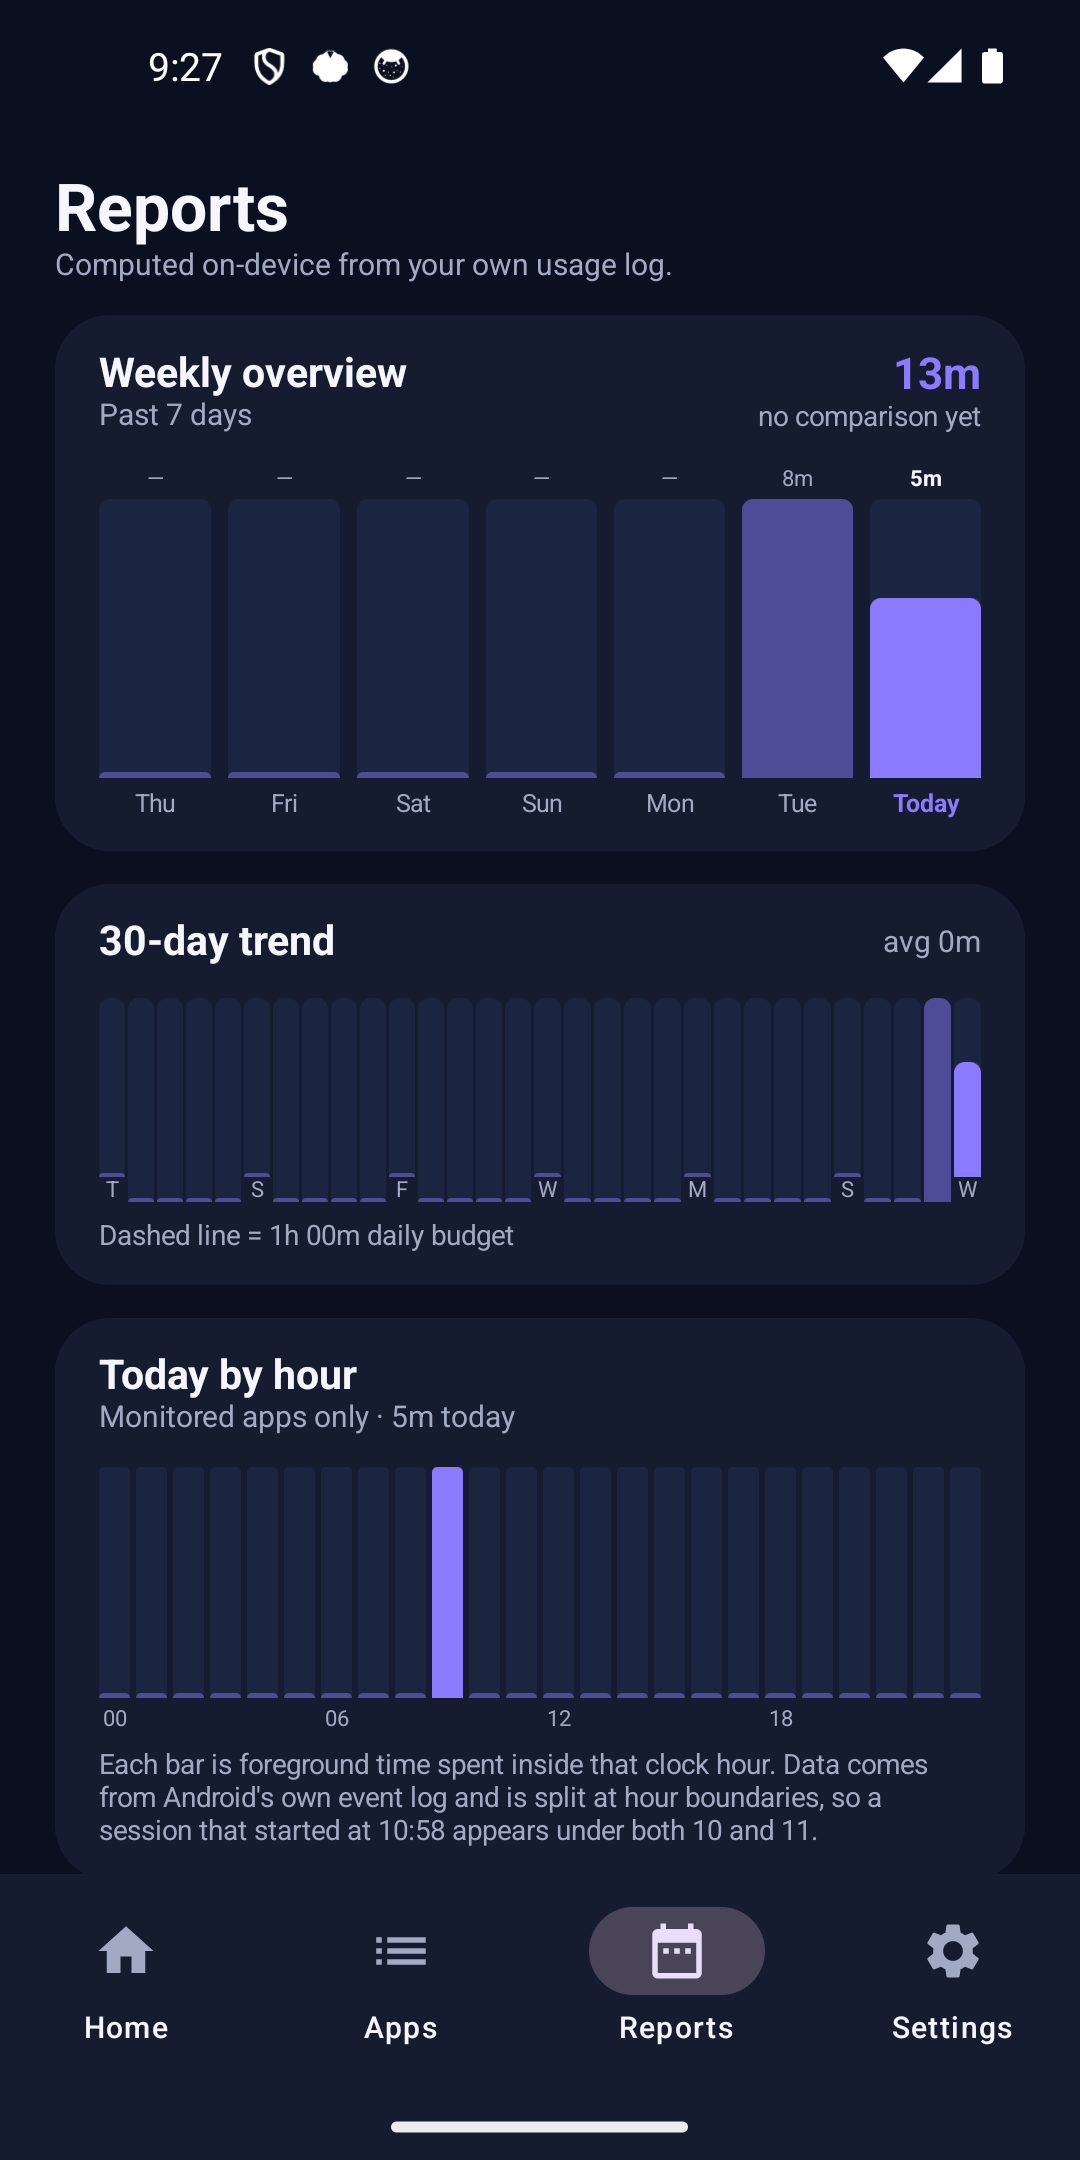 9:27
Reports
Computed on-device from your own usage log.
Weekly overview
13m
Past 7 days
no comparison yet
– – – – – 8m 5m
Thu Fri Sat Sun Mon Tue Today
30-day trend
avg 0m
T S F W M S W
Dashed line = 1h 00m daily budget
Today by hour
Monitored apps only · 5m today
00 06 12 18
Each bar is foreground time spent inside that clock hour. Data comes
from Android's own event log and is split at hour boundaries, so a
session that started at 10:58 appears under both 10 and 11.
Home Apps Reports Settings